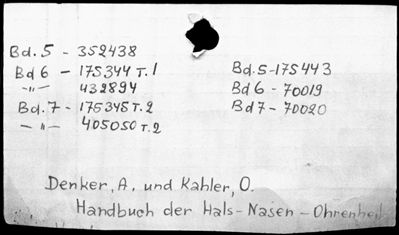 Bd. 5 - 352438
Bd 6 - 175344 т. 1
-"- 432894
Bd. 7 - 175345 т. 2
- " - 405050 т. 2
Bd. 5 - 175443
Bd 6 - 70019
Bd 7 - 70020
Denker, A. und Kahler, O.
Handbuch der Hals - Nasen - Ohrenheil